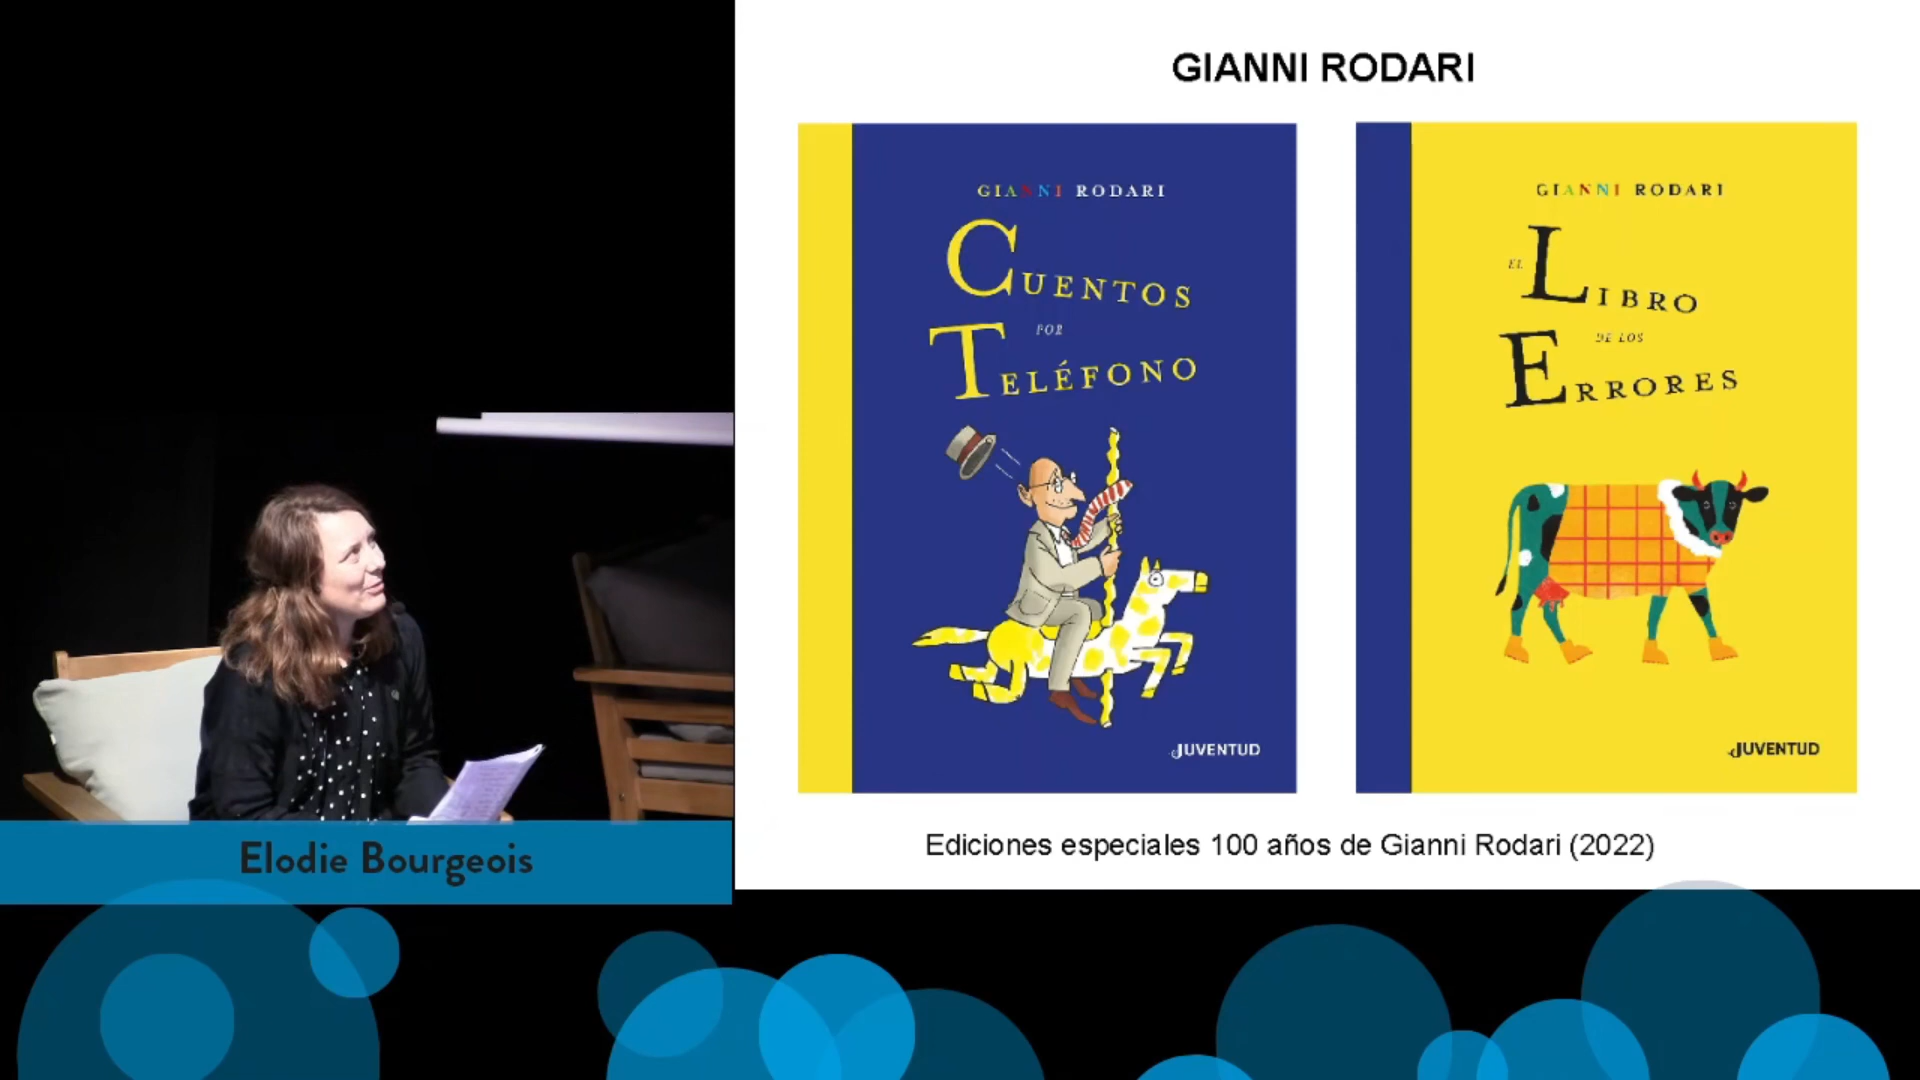 GIANNI RODARI
GIANNI RODARI
CUENTOS
POR
TELÉFONO
JUVENTUD
GIANNI RODARI
EL LIBRO
DE LOS
ERRORES
JUVENTUD
Ediciones especiales 100 años de Gianni Rodari (2022)
Elodie Bourgeois